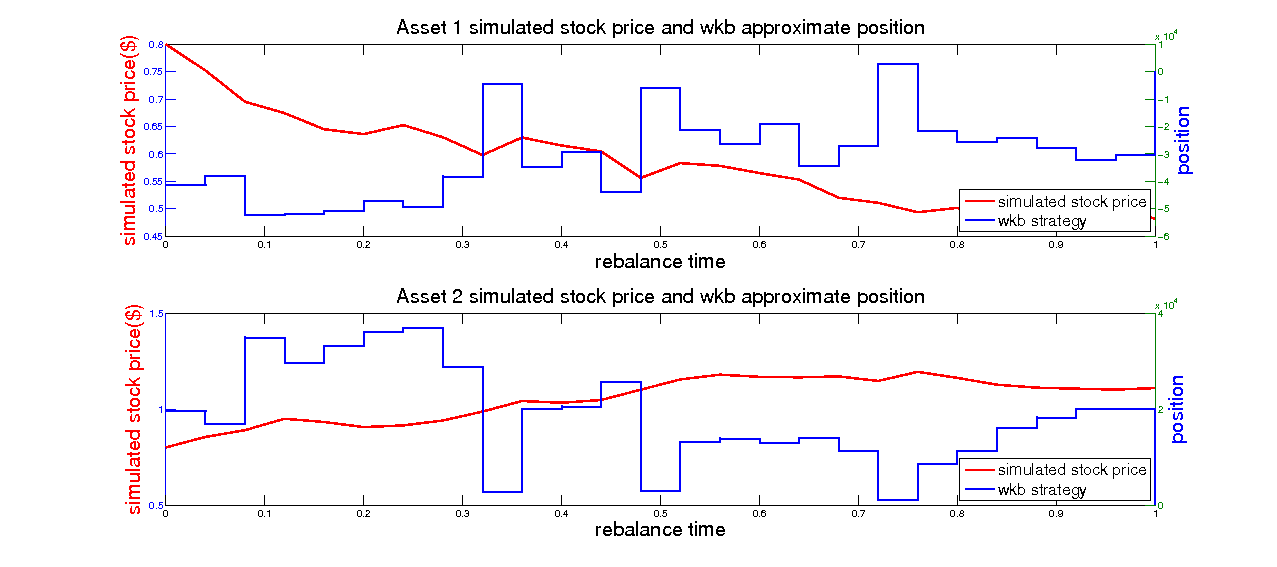 Asset 1 simulated stock price and wkb approximate position
simulated stock price($)
0.8
0.75
0.7
0.65
0.6
0.55
0.5
0.45
x 10^4
1
0
-1
-2
-3
-4
-5
-6
position
simulated stock price
wkb strategy
0 0.1 0.2 0.3 0.4 0.5 0.6 0.7 0.8 0.9 1
rebalance time
Asset 2 simulated stock price and wkb approximate position
simulated stock price($)
1.5
1
0.5
x 10^4
4
2
0
position
simulated stock price
wkb strategy
0 0.1 0.2 0.3 0.4 0.5 0.6 0.7 0.8 0.9 1
rebalance time